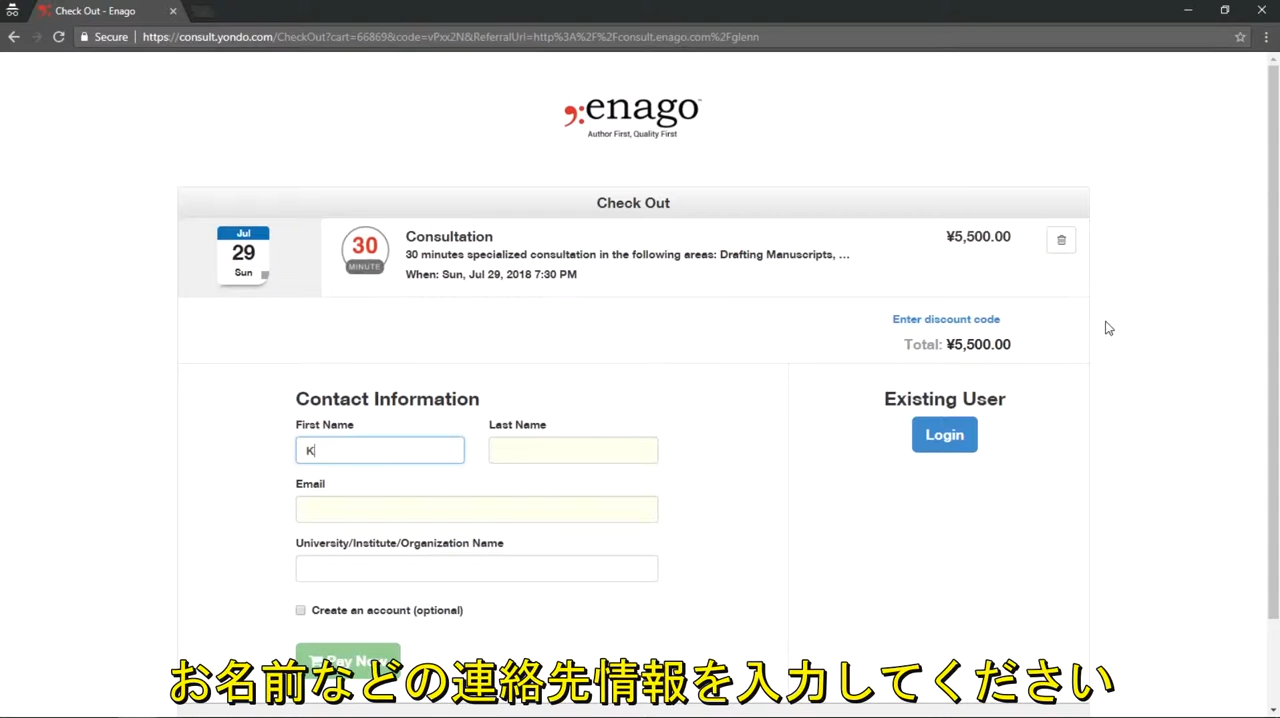 Check Out - Enago
Secure https://consult.yondo.com/CheckOut?cart=66869&code=vPxx2N&ReferralUrl=http%3A%2F%2Fconsult.enago.com%2Fglenn
enago™
Author First, Quality First
Check Out
Jul
29
Sun
30
MINUTE
Consultation
¥5,500.00
30 minutes specialized consultation in the following areas: Drafting Manuscripts, ...
When: Sun, Jul 29, 2018 7:30 PM
Enter discount code
Total: ¥5,500.00
Contact Information
Existing User
First Name
Last Name
Login
K
Email
University/Institute/Organization Name
Create an account (optional)
Pay Now
お名前などの連絡先情報を入力してください